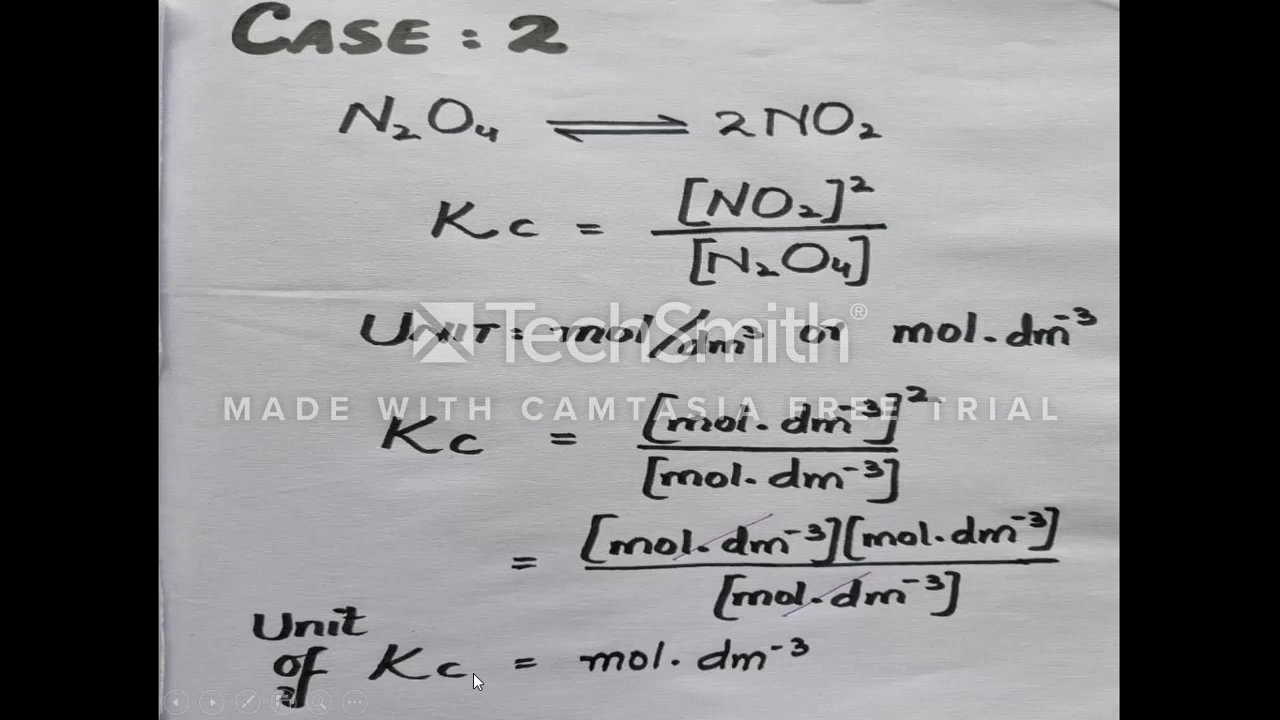 CASE : 2
N₂O₄ ⇌ 2NO₂
Kc = [NO₂]² / [N₂O₄]
UNIT : mol/dm³ or mol.dm⁻³
TechSmith®
MADE WITH CAMTASIA FREE TRIAL
Kc = [mol.dm⁻³]² / [mol.dm⁻³]
= [mol.dm⁻³][mol.dm⁻³] / [mol.dm⁻³]
Unit
of Kc = mol.dm⁻³